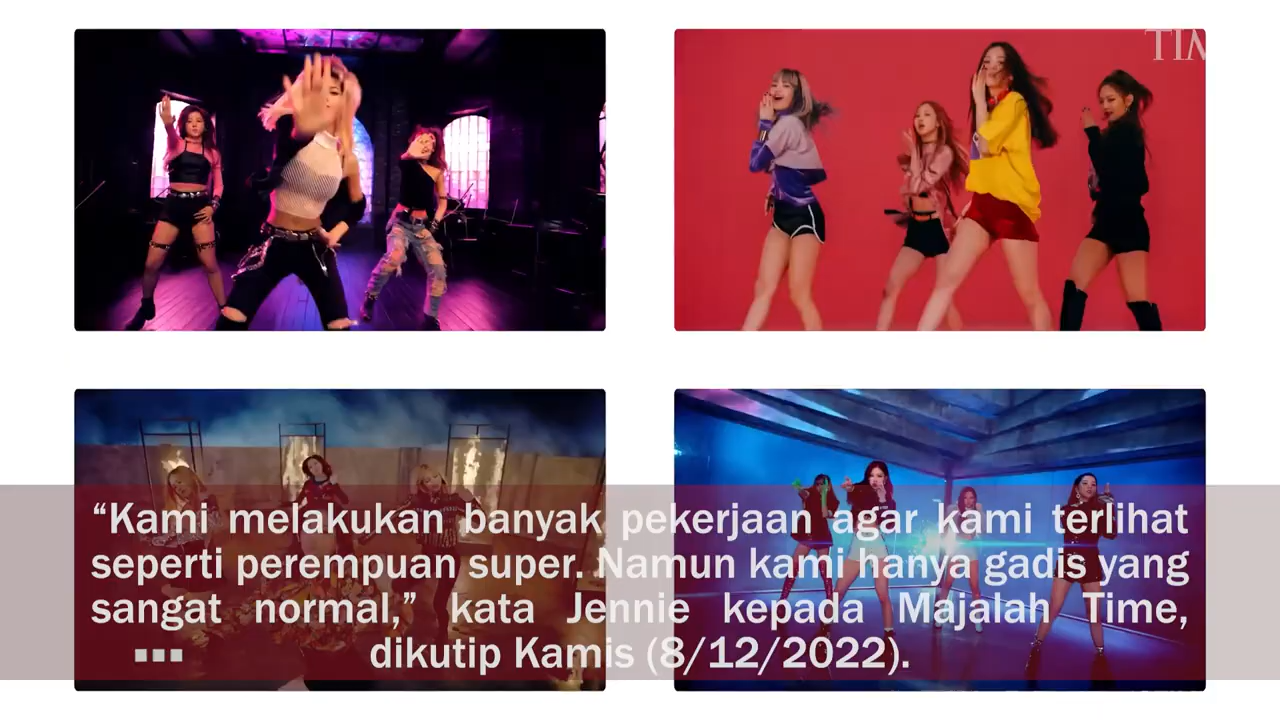 TIM
“Kami melakukan banyak pekerjaan agar kami terlihat
seperti perempuan super. Namun kami hanya gadis yang
sangat normal,” kata Jennie kepada Majalah Time,
dikutip Kamis (8/12/2022).